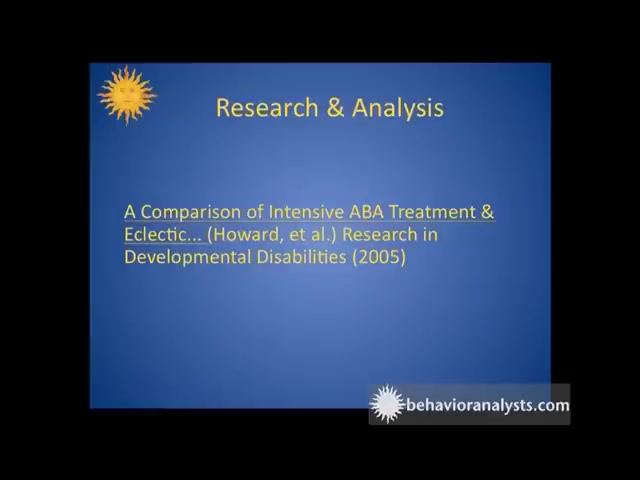 Research & Analysis
A Comparison of Intensive ABA Treatment &
Eclectic... (Howard, et al.) Research in
Developmental Disabilities (2005)
behavioranalysts.com